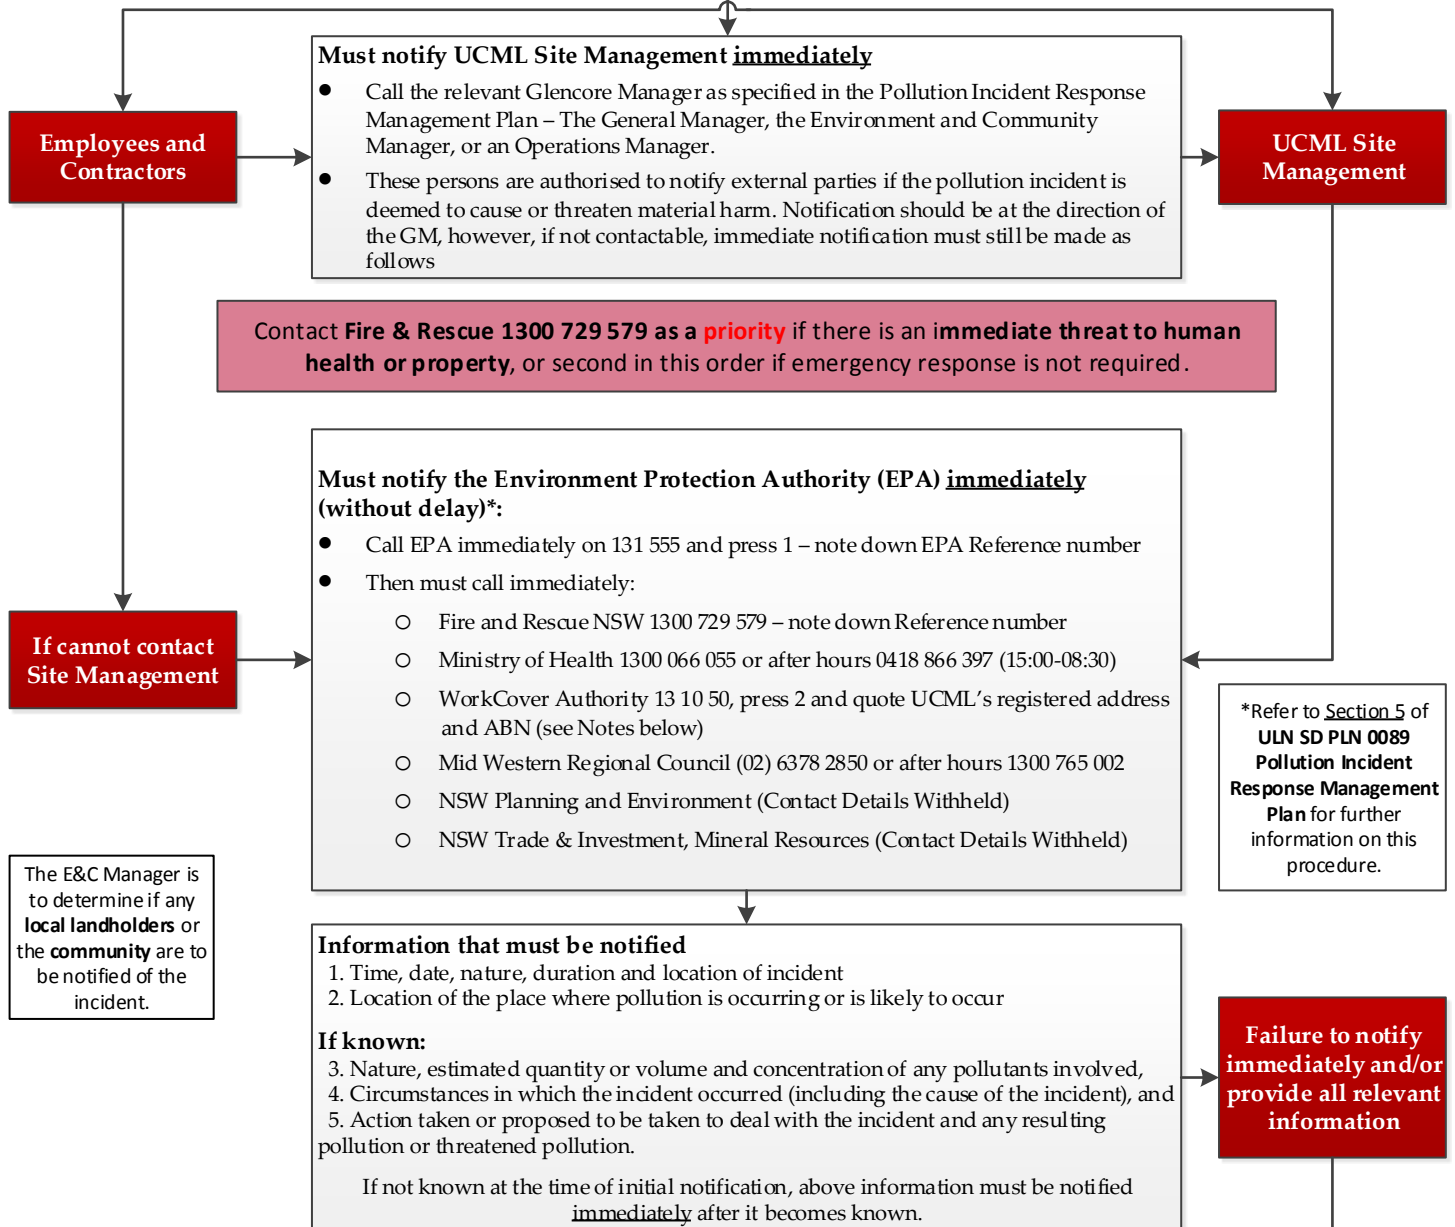 Must notify UCML Site Management immediately
● Call the relevant Glencore Manager as specified in the Pollution Incident Response
Management Plan – The General Manager, the Environment and Community
Manager, or an Operations Manager.
● These persons are authorised to notify external parties if the pollution incident is
deemed to cause or threaten material harm. Notification should be at the direction of
the GM, however, if not contactable, immediate notification must still be made as
follows
Employees and
Contractors
UCML Site
Management
Contact Fire & Rescue 1300 729 579 as a priority if there is an immediate threat to human
health or property, or second in this order if emergency response is not required.
Must notify the Environment Protection Authority (EPA) immediately
(without delay)*:
● Call EPA immediately on 131 555 and press 1 – note down EPA Reference number
● Then must call immediately:
○ Fire and Rescue NSW 1300 729 579 – note down Reference number
○ Ministry of Health 1300 066 055 or after hours 0418 866 397 (15:00-08:30)
○ WorkCover Authority 13 10 50, press 2 and quote UCML's registered address
and ABN (see Notes below)
○ Mid Western Regional Council (02) 6378 2850 or after hours 1300 765 002
○ NSW Planning and Environment (Contact Details Withheld)
○ NSW Trade & Investment, Mineral Resources (Contact Details Withheld)
If cannot contact
Site Management
*Refer to Section 5 of
ULN SD PLN 0089
Pollution Incident
Response Management
Plan for further
information on this
procedure.
The E&C Manager is
to determine if any
local landholders or
the community are to
be notified of the
incident.
Information that must be notified
1. Time, date, nature, duration and location of incident
2. Location of the place where pollution is occurring or is likely to occur
If known:
3. Nature, estimated quantity or volume and concentration of any pollutants involved,
4. Circumstances in which the incident occurred (including the cause of the incident), and
5. Action taken or proposed to be taken to deal with the incident and any resulting
pollution or threatened pollution.
If not known at the time of initial notification, above information must be notified
immediately after it becomes known.
Failure to notify
immediately and/or
provide all relevant
information